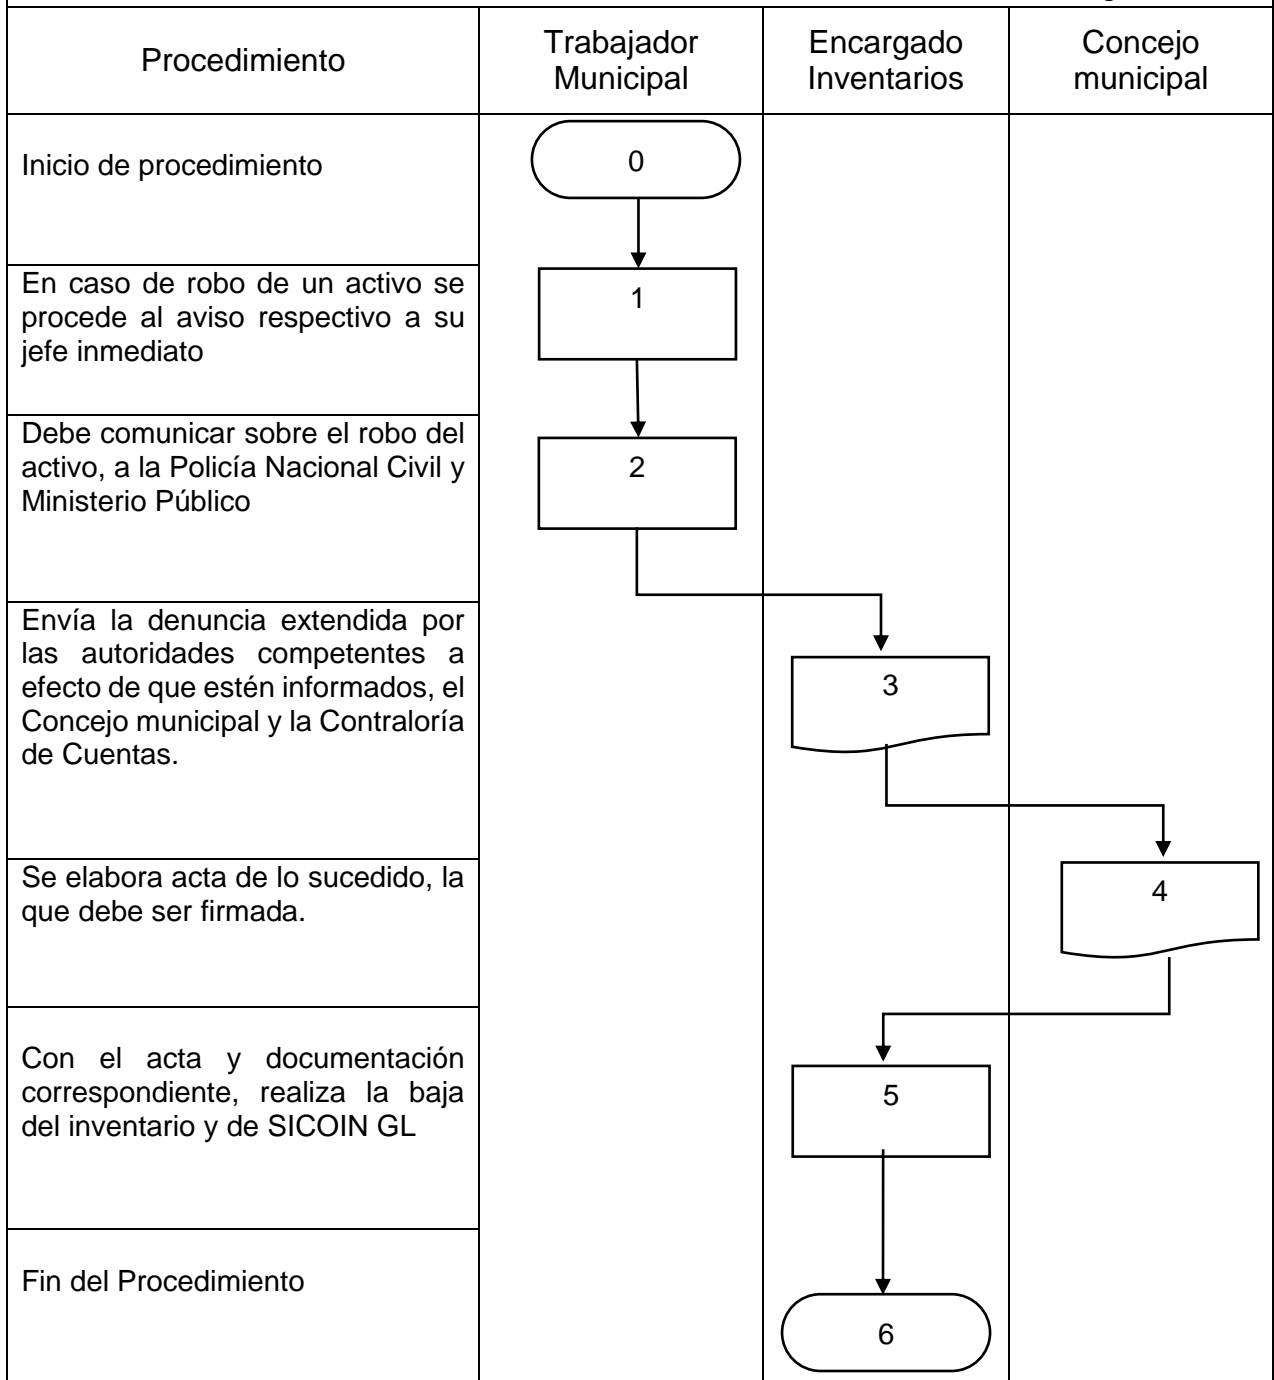 Procedimiento
Trabajador
Municipal
Encargado
Inventarios
Concejo
municipal
Inicio de procedimiento
0
En caso de robo de un activo se
procede al aviso respectivo a su
jefe inmediato
1
Debe comunicar sobre el robo del
activo, a la Policía Nacional Civil y
Ministerio Público
2
Envía la denuncia extendida por
las autoridades competentes a
efecto de que estén informados, el
Concejo municipal y la Contraloría
de Cuentas.
3
Se elabora acta de lo sucedido, la
que debe ser firmada.
4
Con el acta y documentación
correspondiente, realiza la baja
del inventario y de SICOIN GL
5
Fin del Procedimiento
6